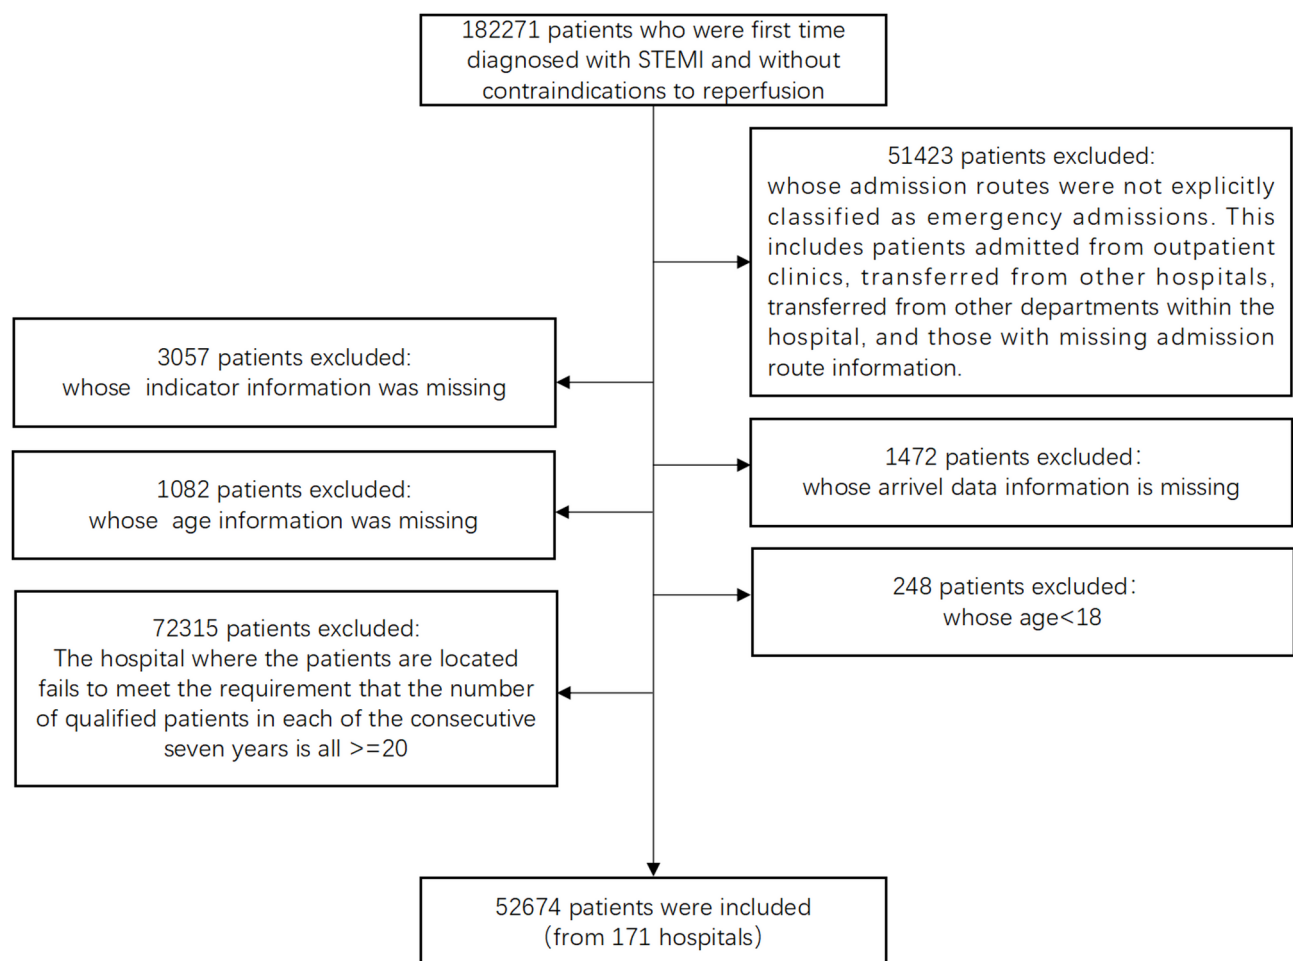 182271 patients who were first time
diagnosed with STEMI and without
contraindications to reperfusion
51423 patients excluded:
whose admission routes were not explicitly
classified as emergency admissions. This
includes patients admitted from outpatient
clinics, transferred from other hospitals,
transferred from other departments within the
hospital, and those with missing admission
route information.
3057 patients excluded:
whose indicator information was missing
1472 patients excluded：
whose arrivel data information is missing
1082 patients excluded:
whose age information was missing
248 patients excluded：
whose age<18
72315 patients excluded:
The hospital where the patients are located
fails to meet the requirement that the number
of qualified patients in each of the consecutive
seven years is all >=20
52674 patients were included
（from 171 hospitals）